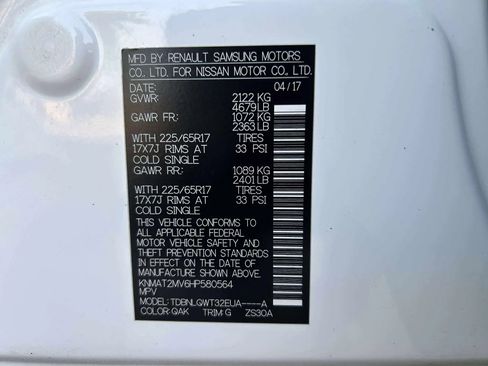 MFD BY RENAULT SAMSUNG MOTORS
CO. LTD. FOR NISSAN MOTOR CO., LTD.
DATE: 04/17
GVWR: 2122 KG
4679LB
GAWR FR: 1072 KG
2363 LB
WITH 225/65R17 TIRES
17X7J RIMS AT 33 PSI
COLD SINGLE
GAWR RR: 1089 KG
2401 LB
WITH 225/65R17 TIRES
17X7J RIMS AT 33 PSI
COLD SINGLE
THIS VEHICLE CONFORMS TO
ALL APPLICABLE FEDERAL
MOTOR VEHICLE SAFETY AND
THEFT PREVENTION STANDARDS
IN EFFECT ON THE DATE OF
MANUFACTURE SHOWN ABOVE.
KNMAT2MV6HP580564
MPV
MODEL: TDBNLQWT32EUA----A
COLOR: QAK TRIM: G ZS30A